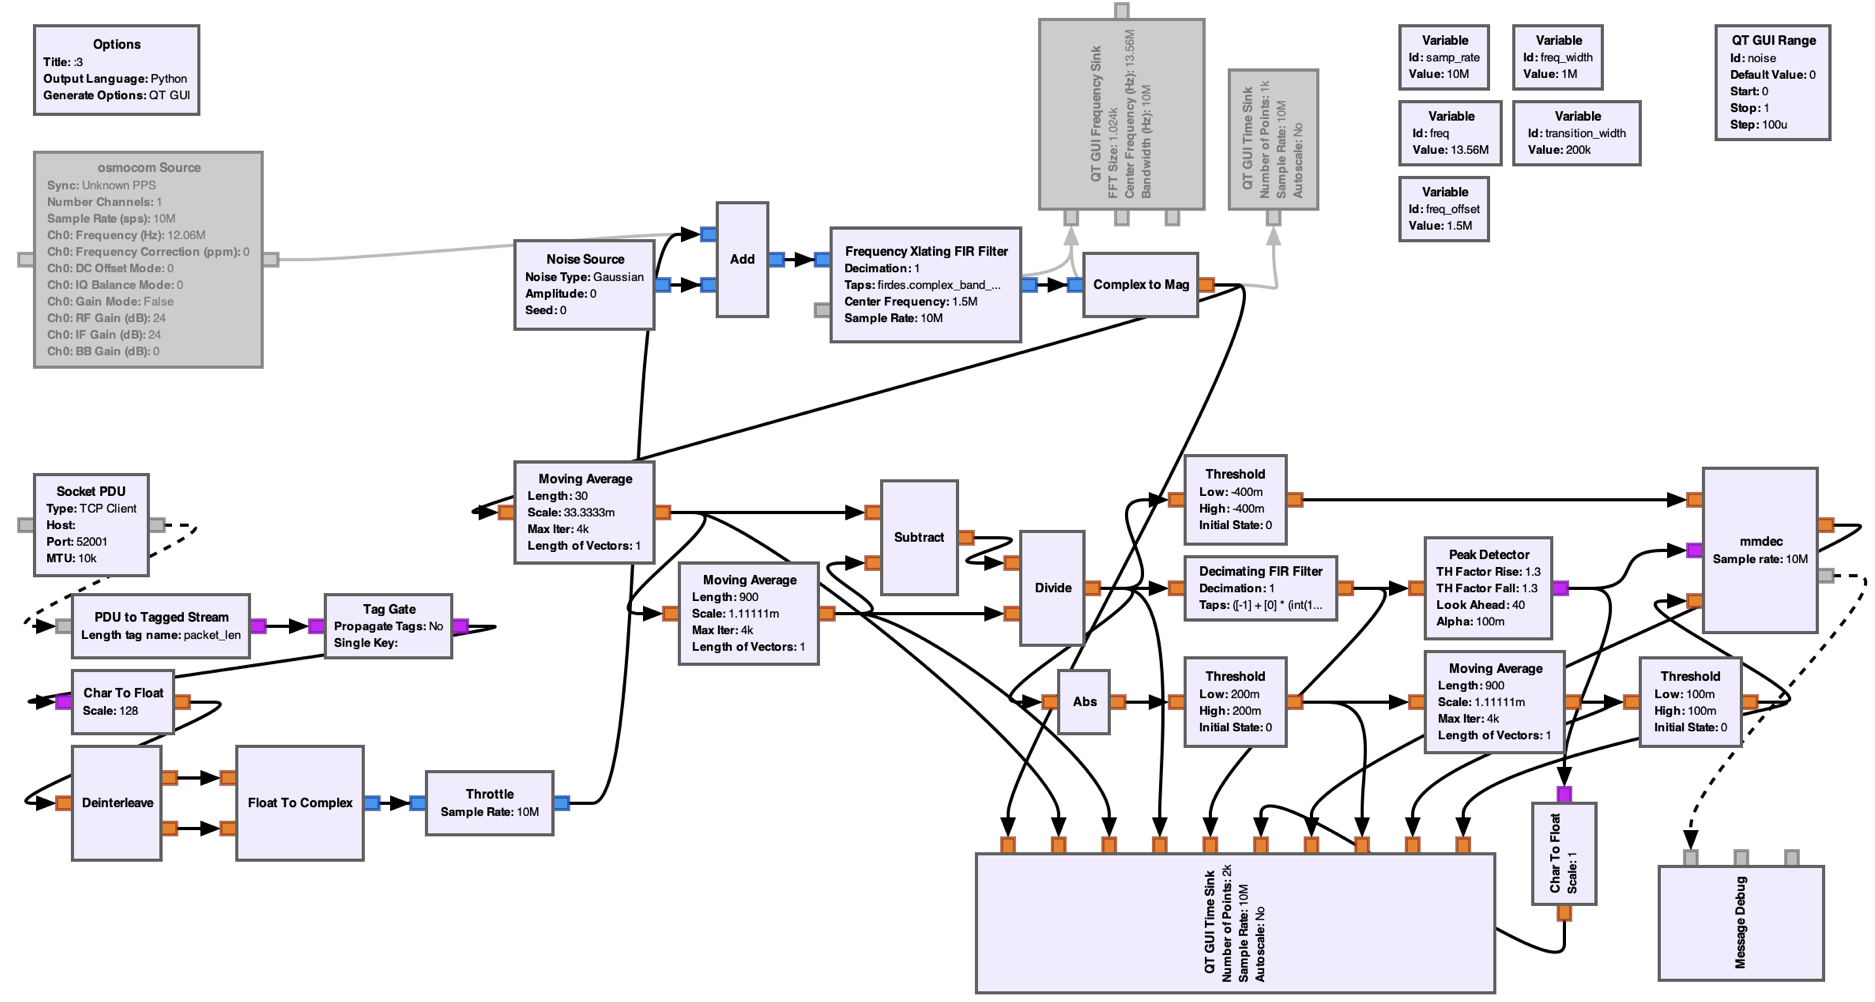 Options
Title: :3
Output Language: Python
Generate Options: QT GUI
osmocom Source
Sync: Unknown PPS
Number Channels: 1
Sample Rate (sps): 10M
Ch0: Frequency (Hz): 12.06M
Ch0: Frequency Correction (ppm): 0
Ch0: DC Offset Mode: 0
Ch0: IQ Balance Mode: 0
Ch0: Gain Mode: False
Ch0: RF Gain (dB): 24
Ch0: IF Gain (dB): 24
Ch0: BB Gain (dB): 0
Noise Source
Noise Type: Gaussian
Amplitude: 0
Seed: 0
Add
Frequency Xlating FIR Filter
Decimation: 1
Taps: firdes.complex_band_...
Center Frequency: 1.5M
Sample Rate: 10M
QT GUI Frequency Sink
FFT Size: 1.024k
Center Frequency (Hz): 13.56M
Bandwidth (Hz): 10M
Complex to Mag
QT GUI Time Sink
Number of Points: 1k
Sample Rate: 10M
Autoscale: No
Variable
Id: samp_rate
Value: 10M
Variable
Id: freq_width
Value: 1M
Variable
Id: freq
Value: 13.56M
Variable
Id: transition_width
Value: 200k
Variable
Id: freq_offset
Value: 1.5M
QT GUI Range
Id: noise
Default Value: 0
Start: 0
Stop: 1
Step: 100u
Socket PDU
Type: TCP Client
Host:
Port: 52001
MTU: 10k
PDU to Tagged Stream
Length tag name: packet_len
Tag Gate
Propagate Tags: No
Single Key:
Char To Float
Scale: 128
Deinterleave
Float To Complex
Throttle
Sample Rate: 10M
Moving Average
Length: 30
Scale: 33.3333m
Max Iter: 4k
Length of Vectors: 1
Moving Average
Length: 900
Scale: 1.11111m
Max Iter: 4k
Length of Vectors: 1
Subtract
Divide
Abs
Threshold
Low: -400m
High: -400m
Initial State: 0
Decimating FIR Filter
Decimation: 1
Taps: ([-1] + [0] * (int(1...
Threshold
Low: 200m
High: 200m
Initial State: 0
Peak Detector
TH Factor Rise: 1.3
TH Factor Fall: 1.3
Look Ahead: 40
Alpha: 100m
Moving Average
Length: 900
Scale: 1.11111m
Max Iter: 4k
Length of Vectors: 1
Threshold
Low: 100m
High: 100m
Initial State: 0
mmdec
Sample rate: 10M
Char To Float
Scale: 1
QT GUI Time Sink
Number of Points: 2k
Sample Rate: 10M
Autoscale: No
Message Debug